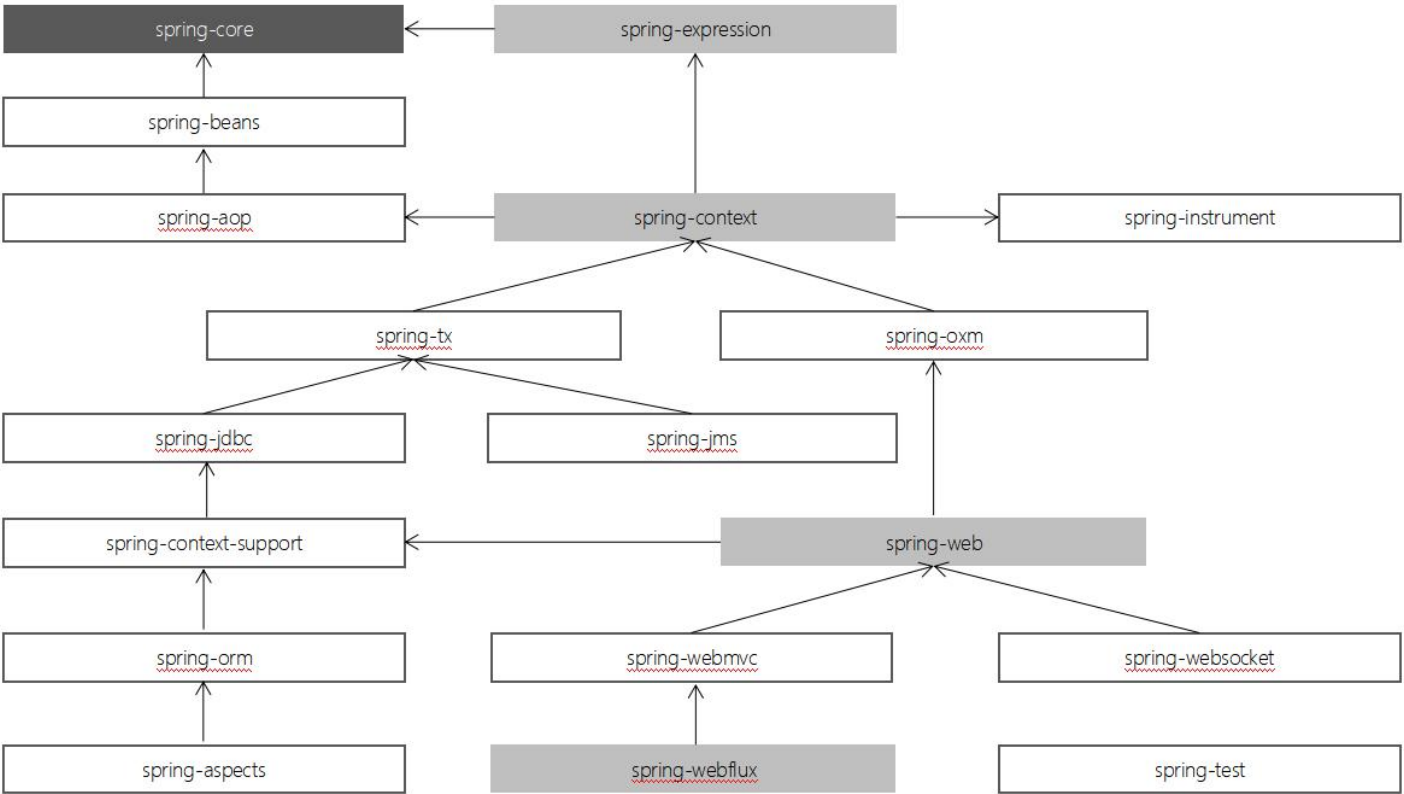 spring-core
spring-expression
spring-beans
spring-aop
spring-context
spring-instrument
spring-tx
spring-oxm
spring-jdbc
spring-jms
spring-context-support
spring-web
spring-orm
spring-webmvc
spring-websocket
spring-aspects
spring-webflux
spring-test